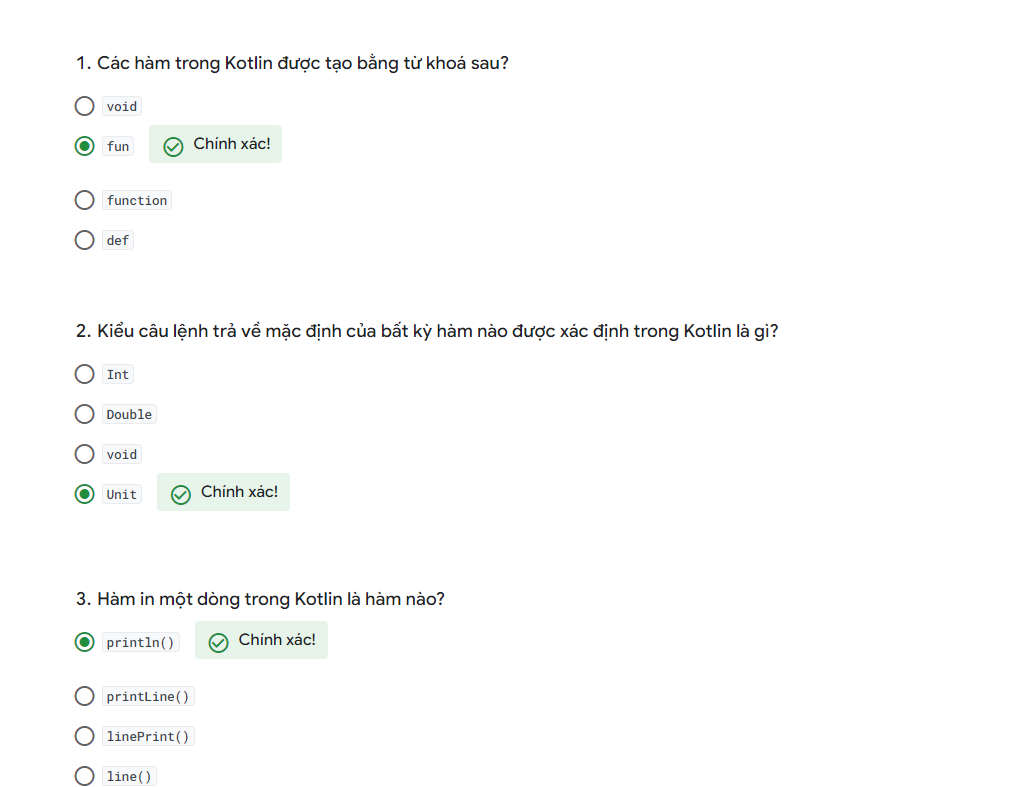 1. Các hàm trong Kotlin được tạo bằng từ khoá sau?
void
fun Chính xác!
function
def
2. Kiểu câu lệnh trả về mặc định của bất kỳ hàm nào được xác định trong Kotlin là gì?
Int
Double
void
Unit Chính xác!
3. Hàm in một dòng trong Kotlin là hàm nào?
println() Chính xác!
printLine()
linePrint()
line()